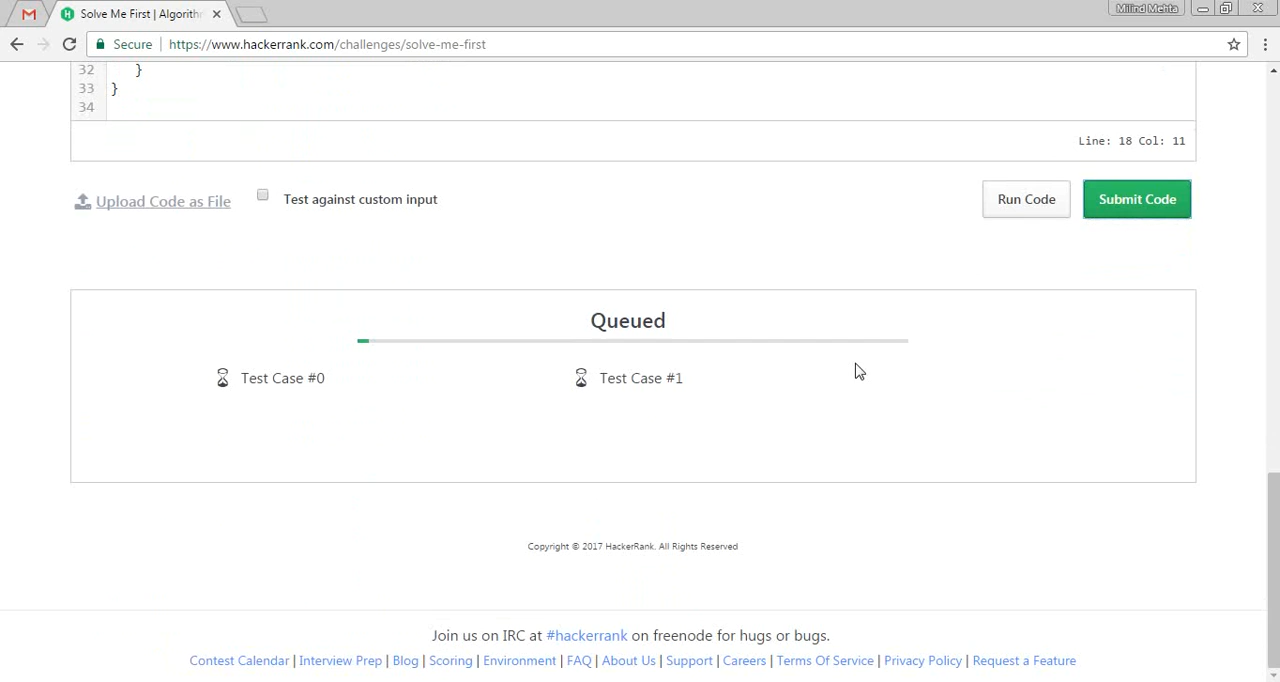 Solve Me First | Algorith
Milind Mehta
Secure
https://www.hackerrank.com/challenges/solve-me-first
32 }
33 }
34
Line: 18 Col: 11
Upload Code as File
Test against custom input
Run Code
Submit Code
Queued
Test Case #0
Test Case #1
Copyright © 2017 HackerRank. All Rights Reserved
Join us on IRC at #hackerrank on freenode for hugs or bugs.
Contest Calendar | Interview Prep | Blog | Scoring | Environment | FAQ | About Us | Support | Careers | Terms Of Service | Privacy Policy | Request a Feature